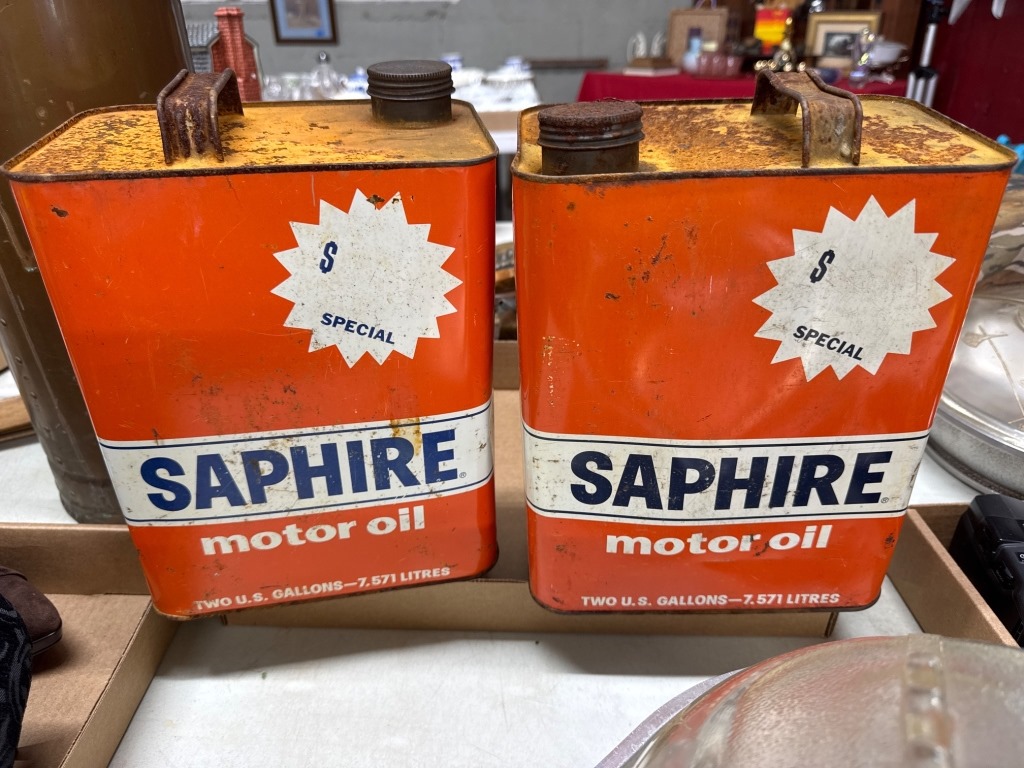 $
SPECIAL
SAPHIRE®
motor oil
TWO U.S. GALLONS—7.571 LITRES
$
SPECIAL
SAPHIRE®
motor oil
TWO U.S. GALLONS—7.571 LITRES